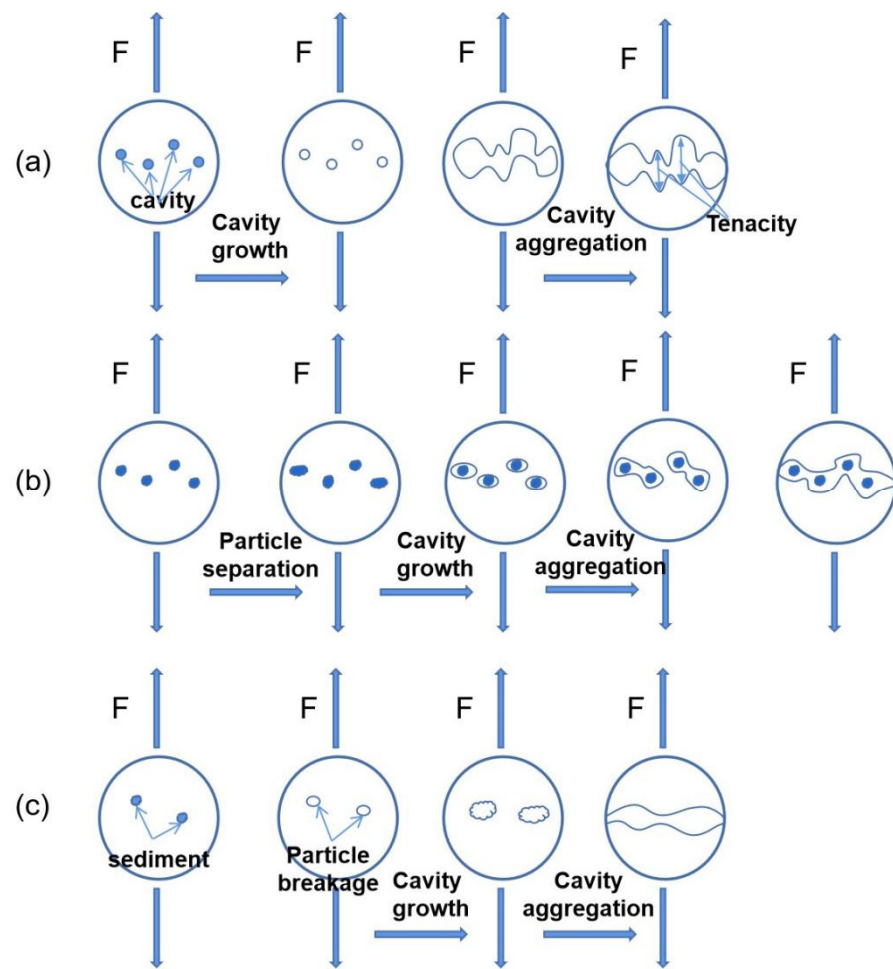 F F F F
(a)
cavity
Cavity
growth
Cavity
aggregation
Tenacity
F F F F F
(b)
Particle
separation
Cavity
growth
Cavity
aggregation
F F F F
(c)
sediment
Particle
breakage
Cavity
growth
Cavity
aggregation